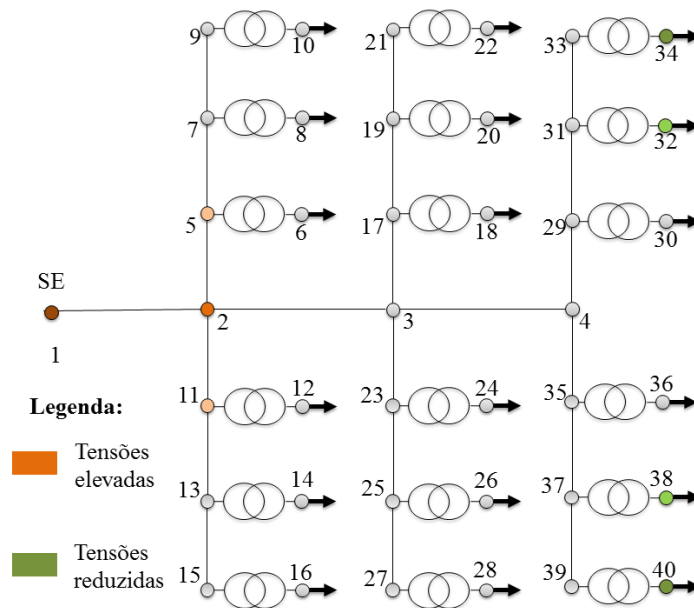 9 10 21 22 33 34
7 8 19 20 31 32
5 6 17 18 29 30
SE
1 2 3 4
11 12 23 24 35 36
Legenda:
Tensões
elevadas
13 14 25 26 37 38
Tensões
reduzidas
15 16 27 28 39 40